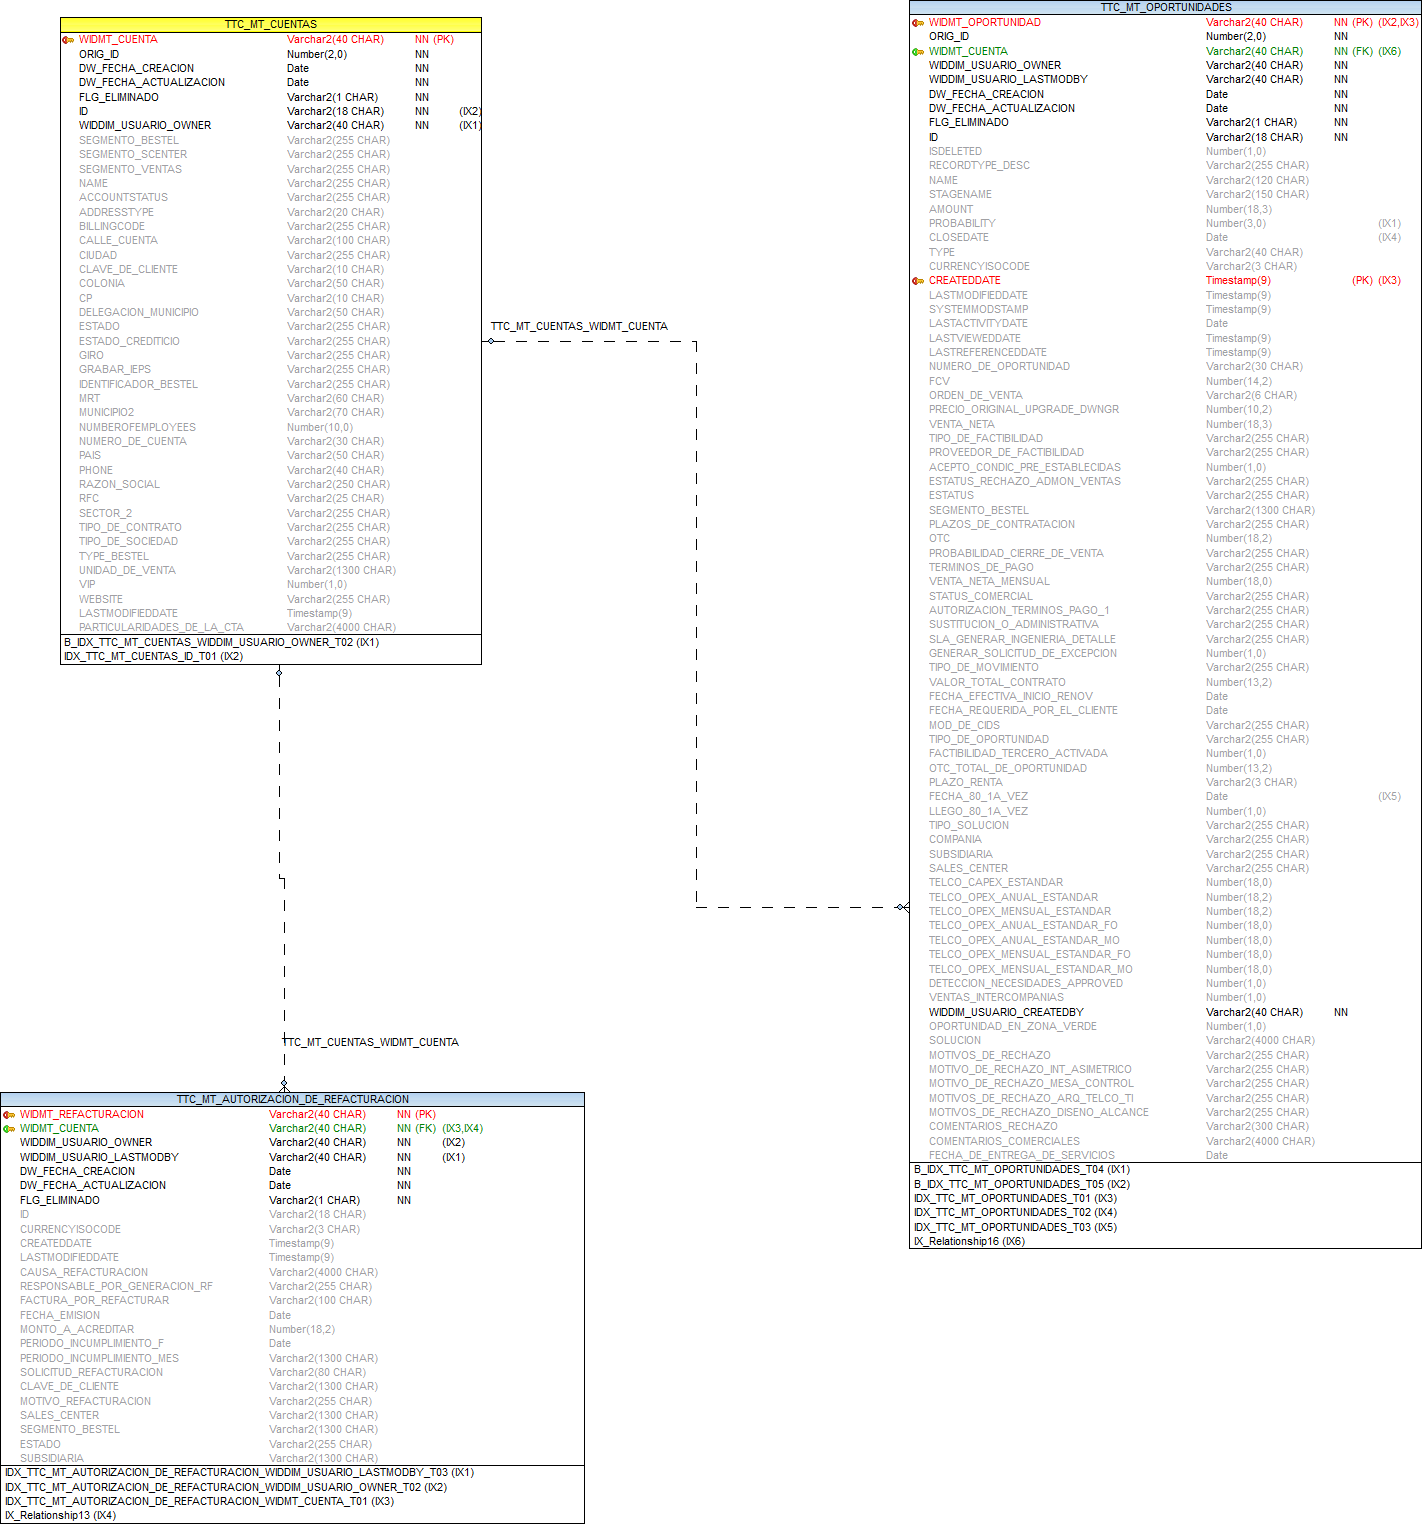 TTC_MT_CUENTAS
WIDMT_CUENTA Varchar2(40 CHAR) NN (PK)
ORIG_ID Number(2,0) NN
DW_FECHA_CREACION Date NN
DW_FECHA_ACTUALIZACION Date NN
FLG_ELIMINADO Varchar2(1 CHAR) NN
ID Varchar2(18 CHAR) NN (IX2)
WIDDIM_USUARIO_OWNER Varchar2(40 CHAR) NN (IX1)
SEGMENTO_BESTEL Varchar2(255 CHAR)
SEGMENTO_SCENTER Varchar2(255 CHAR)
SEGMENTO_VENTAS Varchar2(255 CHAR)
NAME Varchar2(255 CHAR)
ACCOUNTSTATUS Varchar2(255 CHAR)
ADDRESSTYPE Varchar2(20 CHAR)
BILLINGCODE Varchar2(255 CHAR)
CALLE_CUENTA Varchar2(100 CHAR)
CIUDAD Varchar2(255 CHAR)
CLAVE_DE_CLIENTE Varchar2(10 CHAR)
COLONIA Varchar2(50 CHAR)
CP Varchar2(10 CHAR)
DELEGACION_MUNICIPIO Varchar2(50 CHAR)
ESTADO Varchar2(255 CHAR)
ESTADO_CREDITICIO Varchar2(255 CHAR)
GIRO Varchar2(255 CHAR)
GRABAR_IEPS Varchar2(255 CHAR)
IDENTIFICADOR_BESTEL Varchar2(255 CHAR)
MRT Varchar2(60 CHAR)
MUNICIPIO2 Varchar2(70 CHAR)
NUMBEROFEMPLOYEES Number(10,0)
NUMERO_DE_CUENTA Varchar2(30 CHAR)
PAIS Varchar2(50 CHAR)
PHONE Varchar2(40 CHAR)
RAZON_SOCIAL Varchar2(250 CHAR)
RFC Varchar2(25 CHAR)
SECTOR_2 Varchar2(255 CHAR)
TIPO_DE_CONTRATO Varchar2(255 CHAR)
TIPO_DE_SOCIEDAD Varchar2(255 CHAR)
TYPE_BESTEL Varchar2(255 CHAR)
UNIDAD_DE_VENTA Varchar2(1300 CHAR)
VIP Number(1,0)
WEBSITE Varchar2(255 CHAR)
LASTMODIFIEDDATE Timestamp(9)
PARTICULARIDADES_DE_LA_CTA Varchar2(4000 CHAR)
B_IDX_TTC_MT_CUENTAS_WIDDIM_USUARIO_OWNER_T02 (IX1)
IDX_TTC_MT_CUENTAS_ID_T01 (IX2)
TTC_MT_CUENTAS_WIDMT_CUENTA
TTC_MT_OPORTUNIDADES
WIDMT_OPORTUNIDAD Varchar2(40 CHAR) NN (PK) (IX2,IX3)
ORIG_ID Number(2,0) NN
WIDMT_CUENTA Varchar2(40 CHAR) NN (FK) (IX6)
WIDDIM_USUARIO_OWNER Varchar2(40 CHAR) NN
WIDDIM_USUARIO_LASTMODBY Varchar2(40 CHAR) NN
DW_FECHA_CREACION Date NN
DW_FECHA_ACTUALIZACION Date NN
FLG_ELIMINADO Varchar2(1 CHAR) NN
ID Varchar2(18 CHAR) NN
ISDELETED Number(1,0)
RECORDTYPE_DESC Varchar2(255 CHAR)
NAME Varchar2(120 CHAR)
STAGENAME Varchar2(150 CHAR)
AMOUNT Number(18,3)
PROBABILITY Number(3,0) (IX1)
CLOSEDATE Date (IX4)
TYPE Varchar2(40 CHAR)
CURRENCYISOCODE Varchar2(3 CHAR)
CREATEDDATE Timestamp(9) (PK) (IX3)
LASTMODIFIEDDATE Timestamp(9)
SYSTEMMODSTAMP Timestamp(9)
LASTACTIVITYDATE Date
LASTVIEWEDDATE Timestamp(9)
LASTREFERENCEDDATE Timestamp(9)
NUMERO_DE_OPORTUNIDAD Varchar2(30 CHAR)
FCV Number(14,2)
ORDEN_DE_VENTA Varchar2(6 CHAR)
PRECIO_ORIGINAL_UPGRADE_DWNGR Number(10,2)
VENTA_NETA Number(18,3)
TIPO_DE_FACTIBILIDAD Varchar2(255 CHAR)
PROVEEDOR_DE_FACTIBILIDAD Varchar2(255 CHAR)
ACEPTO_CONDIC_PRE_ESTABLECIDAS Number(1,0)
ESTATUS_RECHAZO_ADMON_VENTAS Varchar2(255 CHAR)
ESTATUS Varchar2(255 CHAR)
SEGMENTO_BESTEL Varchar2(1300 CHAR)
PLAZOS_DE_CONTRATACION Varchar2(255 CHAR)
OTC Number(18,2)
PROBABILIDAD_CIERRE_DE_VENTA Varchar2(255 CHAR)
TERMINOS_DE_PAGO Varchar2(255 CHAR)
VENTA_NETA_MENSUAL Number(18,0)
STATUS_COMERCIAL Varchar2(255 CHAR)
AUTORIZACION_TERMINOS_PAGO_1 Varchar2(255 CHAR)
SUSTITUCION_O_ADMINISTRATIVA Varchar2(255 CHAR)
SLA_GENERAR_INGENIERIA_DETALLE Varchar2(255 CHAR)
GENERAR_SOLICITUD_DE_EXCEPCION Number(1,0)
TIPO_DE_MOVIMIENTO Varchar2(255 CHAR)
VALOR_TOTAL_CONTRATO Number(13,2)
FECHA_EFECTIVA_INICIO_RENOV Date
FECHA_REQUERIDA_POR_EL_CLIENTE Date
MOD_DE_CIDS Varchar2(255 CHAR)
TIPO_DE_OPORTUNIDAD Varchar2(255 CHAR)
FACTIBILIDAD_TERCERO_ACTIVADA Number(1,0)
OTC_TOTAL_DE_OPORTUNIDAD Number(13,2)
PLAZO_RENTA Varchar2(3 CHAR)
FECHA_80_1A_VEZ Date (IX5)
LLEGO_80_1A_VEZ Number(1,0)
TIPO_SOLUCION Varchar2(255 CHAR)
COMPANIA Varchar2(255 CHAR)
SUBSIDIARIA Varchar2(255 CHAR)
SALES_CENTER Varchar2(255 CHAR)
TELCO_CAPEX_ESTANDAR Number(18,0)
TELCO_OPEX_ANUAL_ESTANDAR Number(18,2)
TELCO_OPEX_MENSUAL_ESTANDAR Number(18,2)
TELCO_OPEX_ANUAL_ESTANDAR_FO Number(18,0)
TELCO_OPEX_ANUAL_ESTANDAR_MO Number(18,0)
TELCO_OPEX_MENSUAL_ESTANDAR_FO Number(18,0)
TELCO_OPEX_MENSUAL_ESTANDAR_MO Number(18,0)
DETECCION_NECESIDADES_APPROVED Number(1,0)
VENTAS_INTERCOMPANIAS Number(1,0)
WIDDIM_USUARIO_CREATEDBY Varchar2(40 CHAR) NN
OPORTUNIDAD_EN_ZONA_VERDE Number(1,0)
SOLUCION Varchar2(4000 CHAR)
MOTIVOS_DE_RECHAZO Varchar2(255 CHAR)
MOTIVO_DE_RECHAZO_INT_ASIMETRICO Varchar2(255 CHAR)
MOTIVO_DE_RECHAZO_MESA_CONTROL Varchar2(255 CHAR)
MOTIVOS_DE_RECHAZO_ARQ_TELCO_TI Varchar2(255 CHAR)
MOTIVOS_DE_RECHAZO_DISENO_ALCANCE Varchar2(255 CHAR)
COMENTARIOS_RECHAZO Varchar2(300 CHAR)
COMENTARIOS_COMERCIALES Varchar2(4000 CHAR)
FECHA_DE_ENTREGA_DE_SERVICIOS Date
B_IDX_TTC_MT_OPORTUNIDADES_T04 (IX1)
B_IDX_TTC_MT_OPORTUNIDADES_T05 (IX2)
IDX_TTC_MT_OPORTUNIDADES_T01 (IX3)
IDX_TTC_MT_OPORTUNIDADES_T02 (IX4)
IDX_TTC_MT_OPORTUNIDADES_T03 (IX5)
IX_Relationship16 (IX6)
TTC_MT_CUENTAS_WIDMT_CUENTA
TTC_MT_AUTORIZACION_DE_REFACTURACION
WIDMT_REFACTURACION Varchar2(40 CHAR) NN (PK)
WIDMT_CUENTA Varchar2(40 CHAR) NN (FK) (IX3,IX4)
WIDDIM_USUARIO_OWNER Varchar2(40 CHAR) NN (IX2)
WIDDIM_USUARIO_LASTMODBY Varchar2(40 CHAR) NN (IX1)
DW_FECHA_CREACION Date NN
DW_FECHA_ACTUALIZACION Date NN
FLG_ELIMINADO Varchar2(1 CHAR) NN
ID Varchar2(18 CHAR)
CURRENCYISOCODE Varchar2(3 CHAR)
CREATEDDATE Timestamp(9)
LASTMODIFIEDDATE Timestamp(9)
CAUSA_REFACTURACION Varchar2(4000 CHAR)
RESPONSABLE_POR_GENERACION_RF Varchar2(255 CHAR)
FACTURA_POR_REFACTURAR Varchar2(100 CHAR)
FECHA_EMISION Date
MONTO_A_ACREDITAR Number(18,2)
PERIODO_INCUMPLIMIENTO_F Date
PERIODO_INCUMPLIMIENTO_MES Varchar2(1300 CHAR)
SOLICITUD_REFACTURACION Varchar2(80 CHAR)
CLAVE_DE_CLIENTE Varchar2(1300 CHAR)
MOTIVO_REFACTURACION Varchar2(255 CHAR)
SALES_CENTER Varchar2(1300 CHAR)
SEGMENTO_BESTEL Varchar2(1300 CHAR)
ESTADO Varchar2(255 CHAR)
SUBSIDIARIA Varchar2(1300 CHAR)
IDX_TTC_MT_AUTORIZACION_DE_REFACTURACION_WIDDIM_USUARIO_LASTMODBY_T03 (IX1)
IDX_TTC_MT_AUTORIZACION_DE_REFACTURACION_WIDDIM_USUARIO_OWNER_T02 (IX2)
IDX_TTC_MT_AUTORIZACION_DE_REFACTURACION_WIDMT_CUENTA_T01 (IX3)
IX_Relationship13 (IX4)